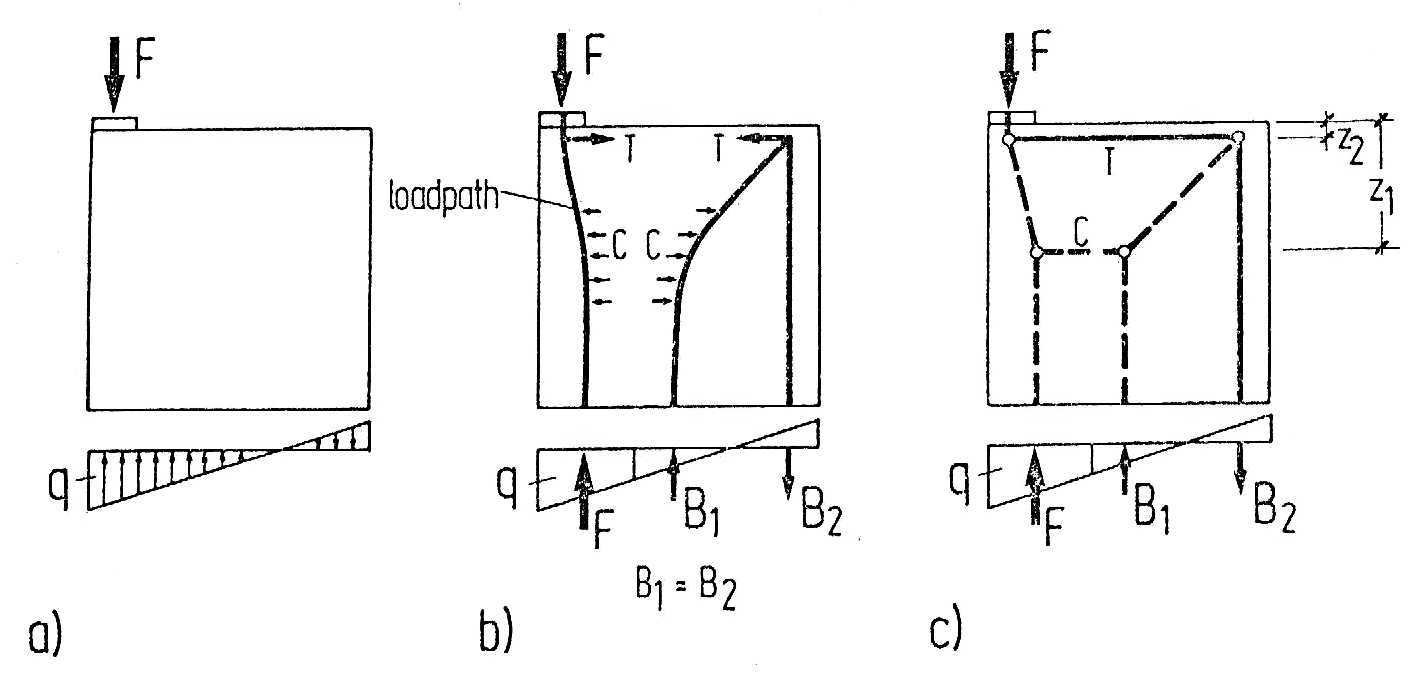 F
q
a)
F
T T
loadpath
C C
q
F
B1
B2
B1 = B2
b)
F
T
z2
z1
C
q
F
B1
B2
c)